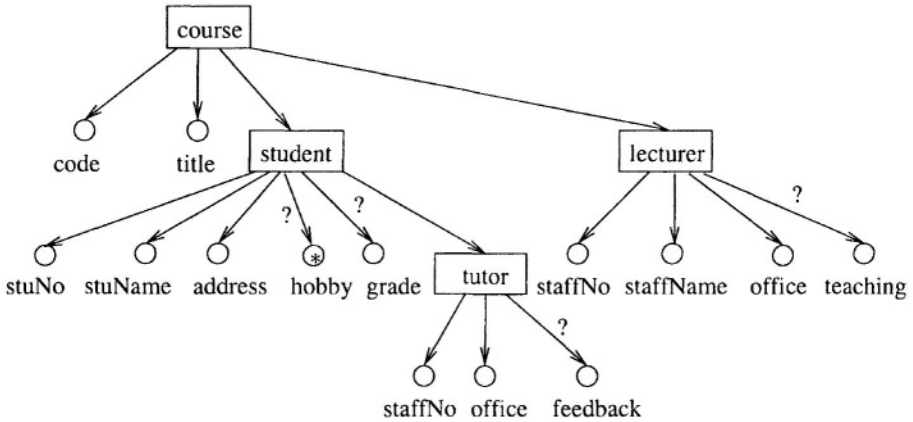 course
code title
student
lecturer
? ? ?
*
stuNo stuName address hobby grade
tutor
staffNo staffName office teaching
?
staffNo office feedback